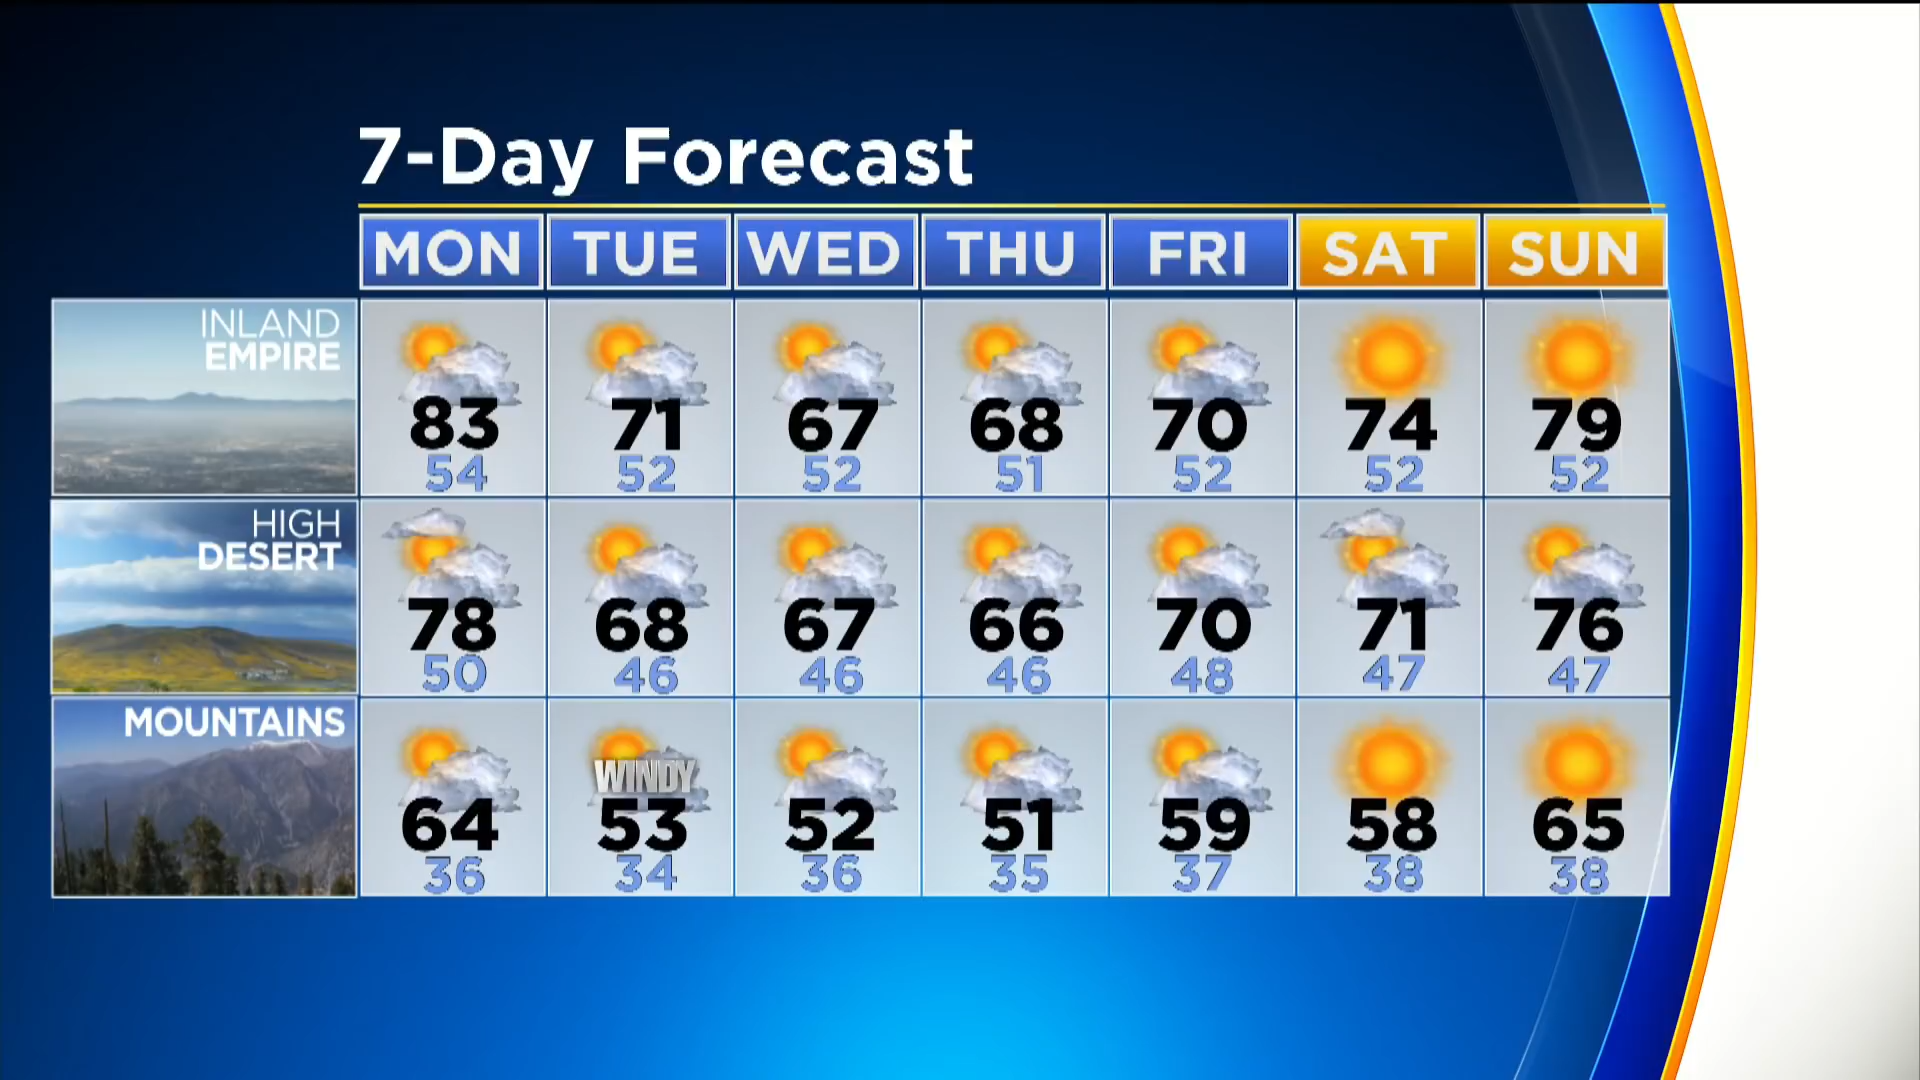 7-Day Forecast
MON TUE WED THU FRI SAT SUN
INLAND
EMPIRE
83 71 67 68 70 74 79
54 52 52 51 52 52 52
HIGH
DESERT
78 68 67 66 70 71 76
50 46 46 46 48 47 47
MOUNTAINS
WINDY
64 53 52 51 59 58 65
36 34 36 35 37 38 38